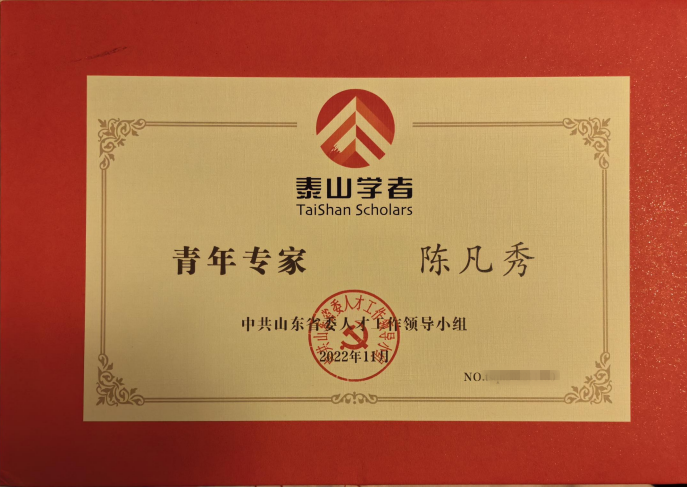 泰山学者
TaiShan Scholars
青年专家 陈凡秀
中共山东省委人才工作领导小组
2022年11月
NO.